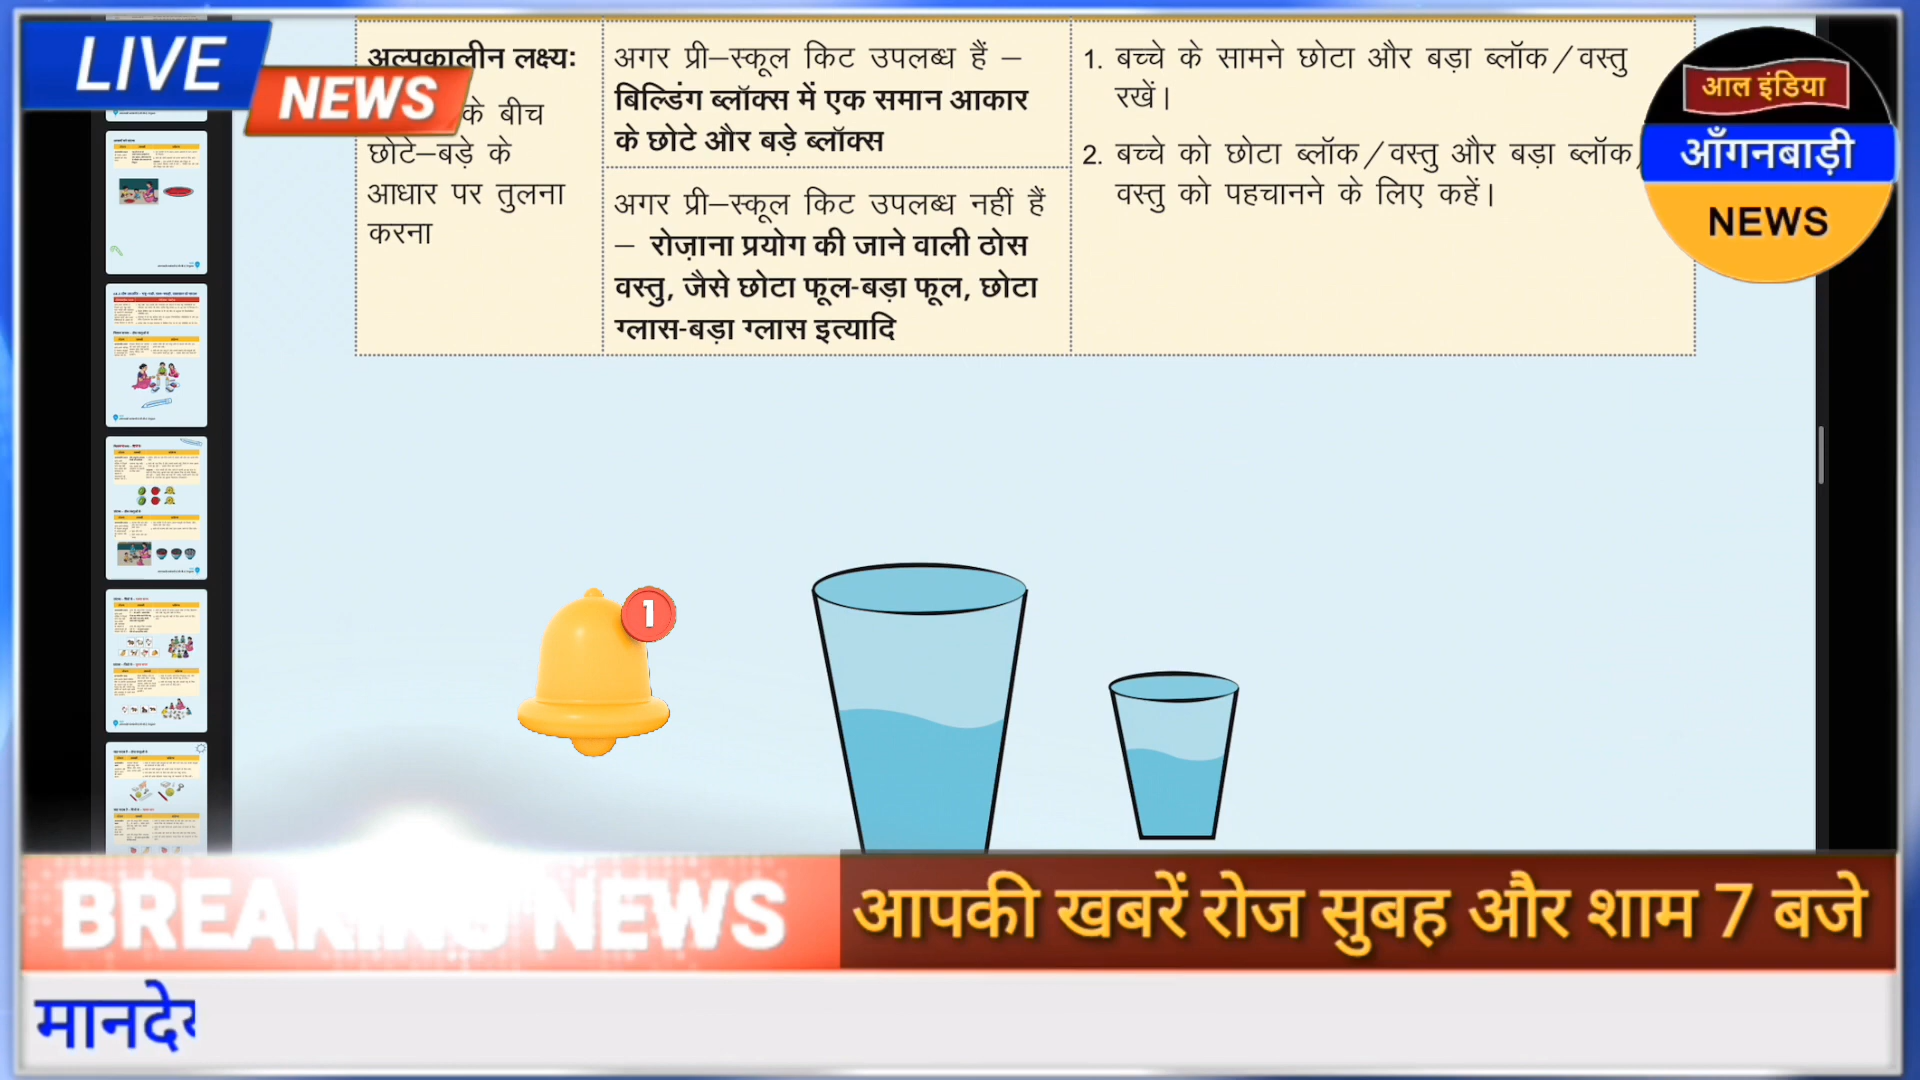 LIVE
NEWS
अल्पकालीन लक्ष्य:
के बीच
छोटे–बड़े के
आधार पर तुलना
करना
अगर प्री–स्कूल किट उपलब्ध हैं –
बिल्डिंग ब्लॉक्स में एक समान आकार
के छोटे और बड़े ब्लॉक्स
अगर प्री–स्कूल किट उपलब्ध नहीं हैं
– रोज़ाना प्रयोग की जाने वाली ठोस
वस्तु, जैसे छोटा फूल-बड़ा फूल, छोटा
ग्लास-बड़ा ग्लास इत्यादि
1. बच्चे के सामने छोटा और बड़ा ब्लॉक/वस्तु
रखें।
2. बच्चे को छोटा ब्लॉक/वस्तु और बड़ा ब्लॉक/
वस्तु को पहचानने के लिए कहें।
आल इंडिया
आँगनबाड़ी
NEWS
1
BREAKING NEWS
आपकी खबरें रोज सुबह और शाम 7 बजे